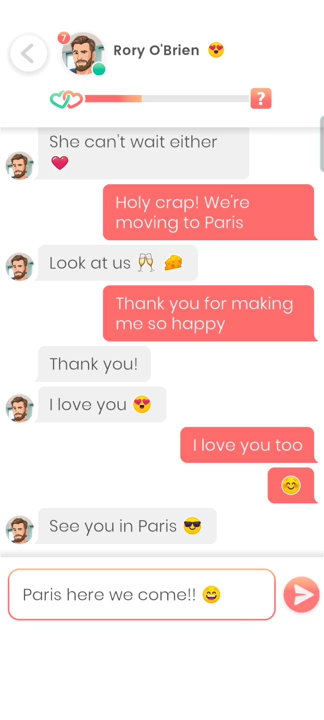 7
Rory O'Brien 😍
?
She can't wait either
❤️
Holy crap! We're
moving to Paris
Look at us 🥂 🧀
Thank you for making
me so happy
Thank you!
I love you 😍
I love you too
😊
See you in Paris 😎
Paris here we come!! 😄